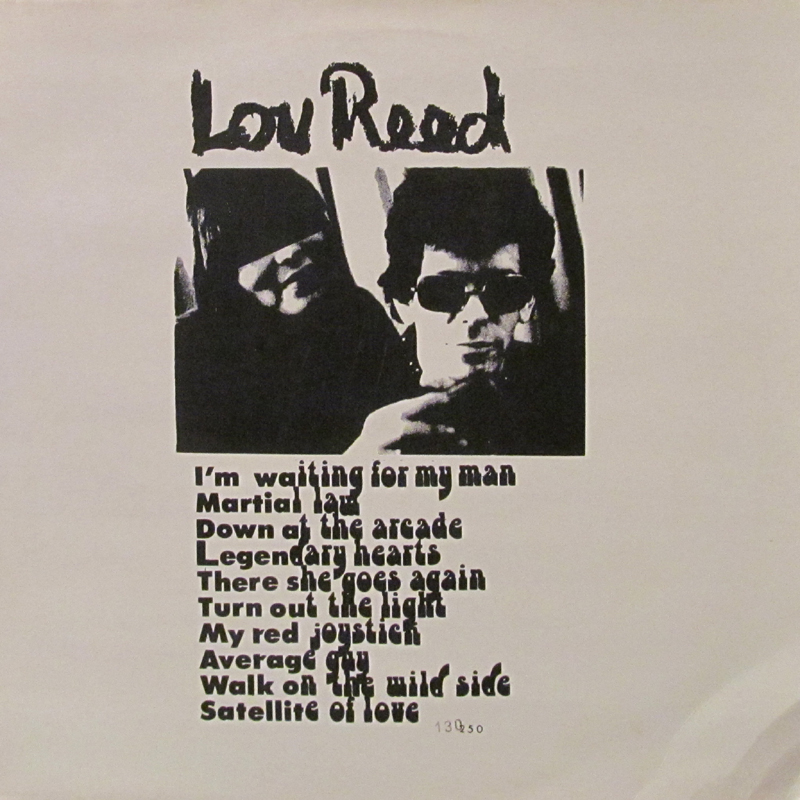 Lou Reed
I'm waiting for my man
Martial law
Down at the arcade
Legendary hearts
There she goes again
Turn out the light
My red joystick
Average guy
Walk on the wild side
Satellite of love